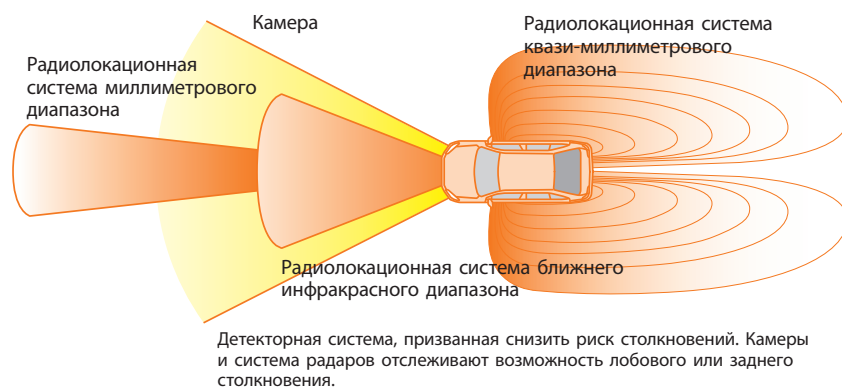 Камера
Радиолокационная система
квази-миллиметрового
диапазона
Радиолокационная
система миллиметрового
диапазона
Радиолокационная система ближнего
инфракрасного диапазона
Детекторная система, призванная снизить риск столкновений. Камеры
и система радаров отслеживают возможность лобового или заднего
столкновения.